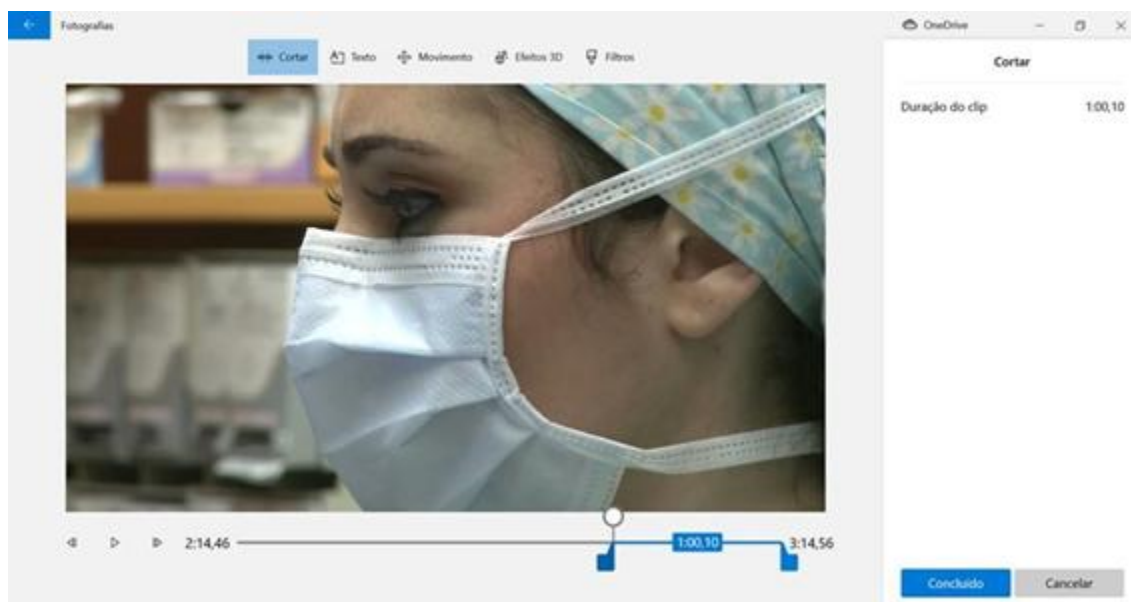 Fotografias
OneDrive
Cortar
Texto
Movimento
Efeitos 3D
Filtros
Cortar
Duração do clip 1:00,10
2:14,46
1:00,10
3:14,56
Concluído
Cancelar